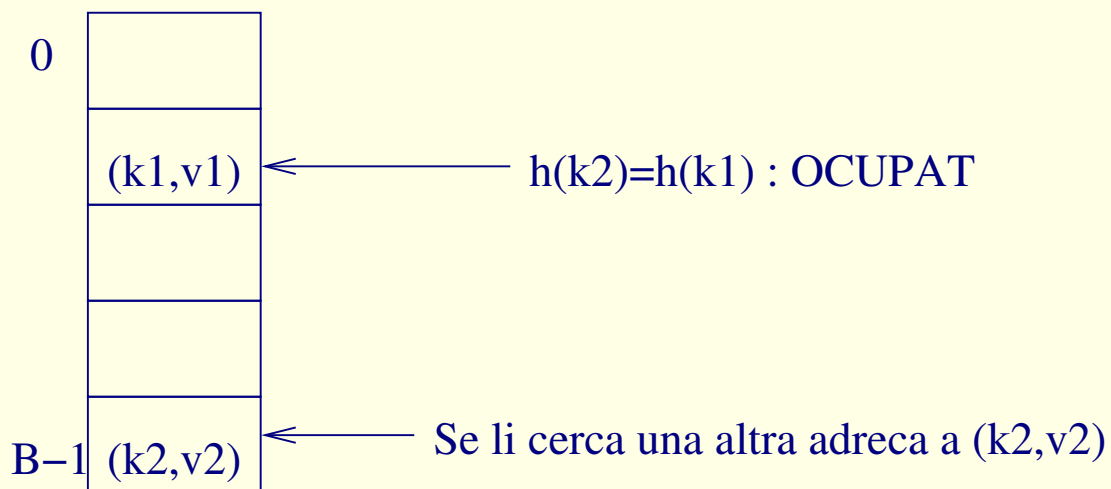 0
(k1,v1) h(k2)=h(k1) : OCUPAT
B−1 (k2,v2) Se li cerca una altra adreca a (k2,v2)